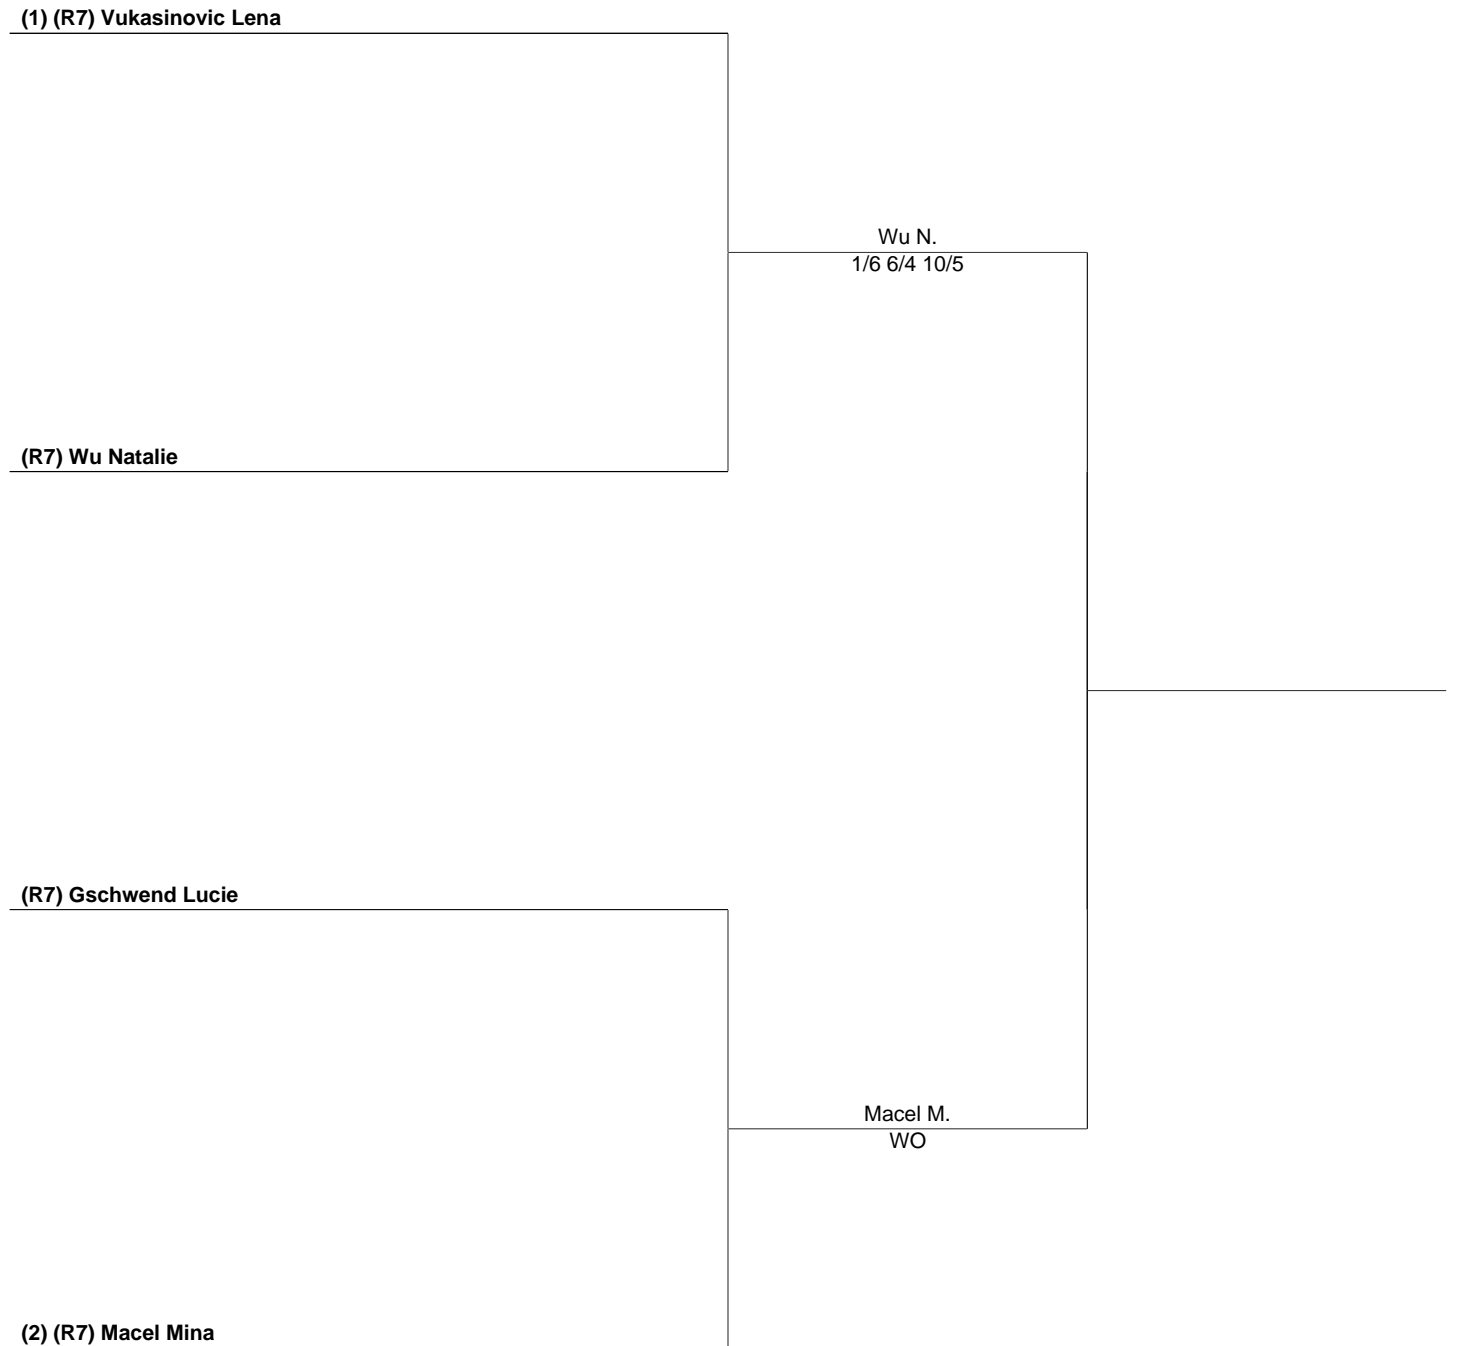 (1) (R7) Vukasinovic Lena
Wu N.
1/6 6/4 10/5
(R7) Wu Natalie
(R7) Gschwend Lucie
Macel M.
WO
(2) (R7) Macel Mina